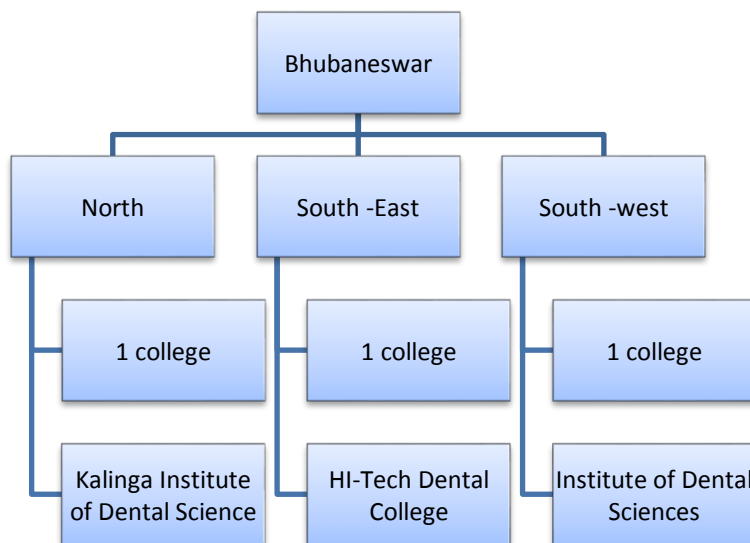 Bhubaneswar
North
South -East
South -west
1 college
1 college
1 college
Kalinga Institute
of Dental Science
HI-Tech Dental
College
Institute of Dental
Sciences